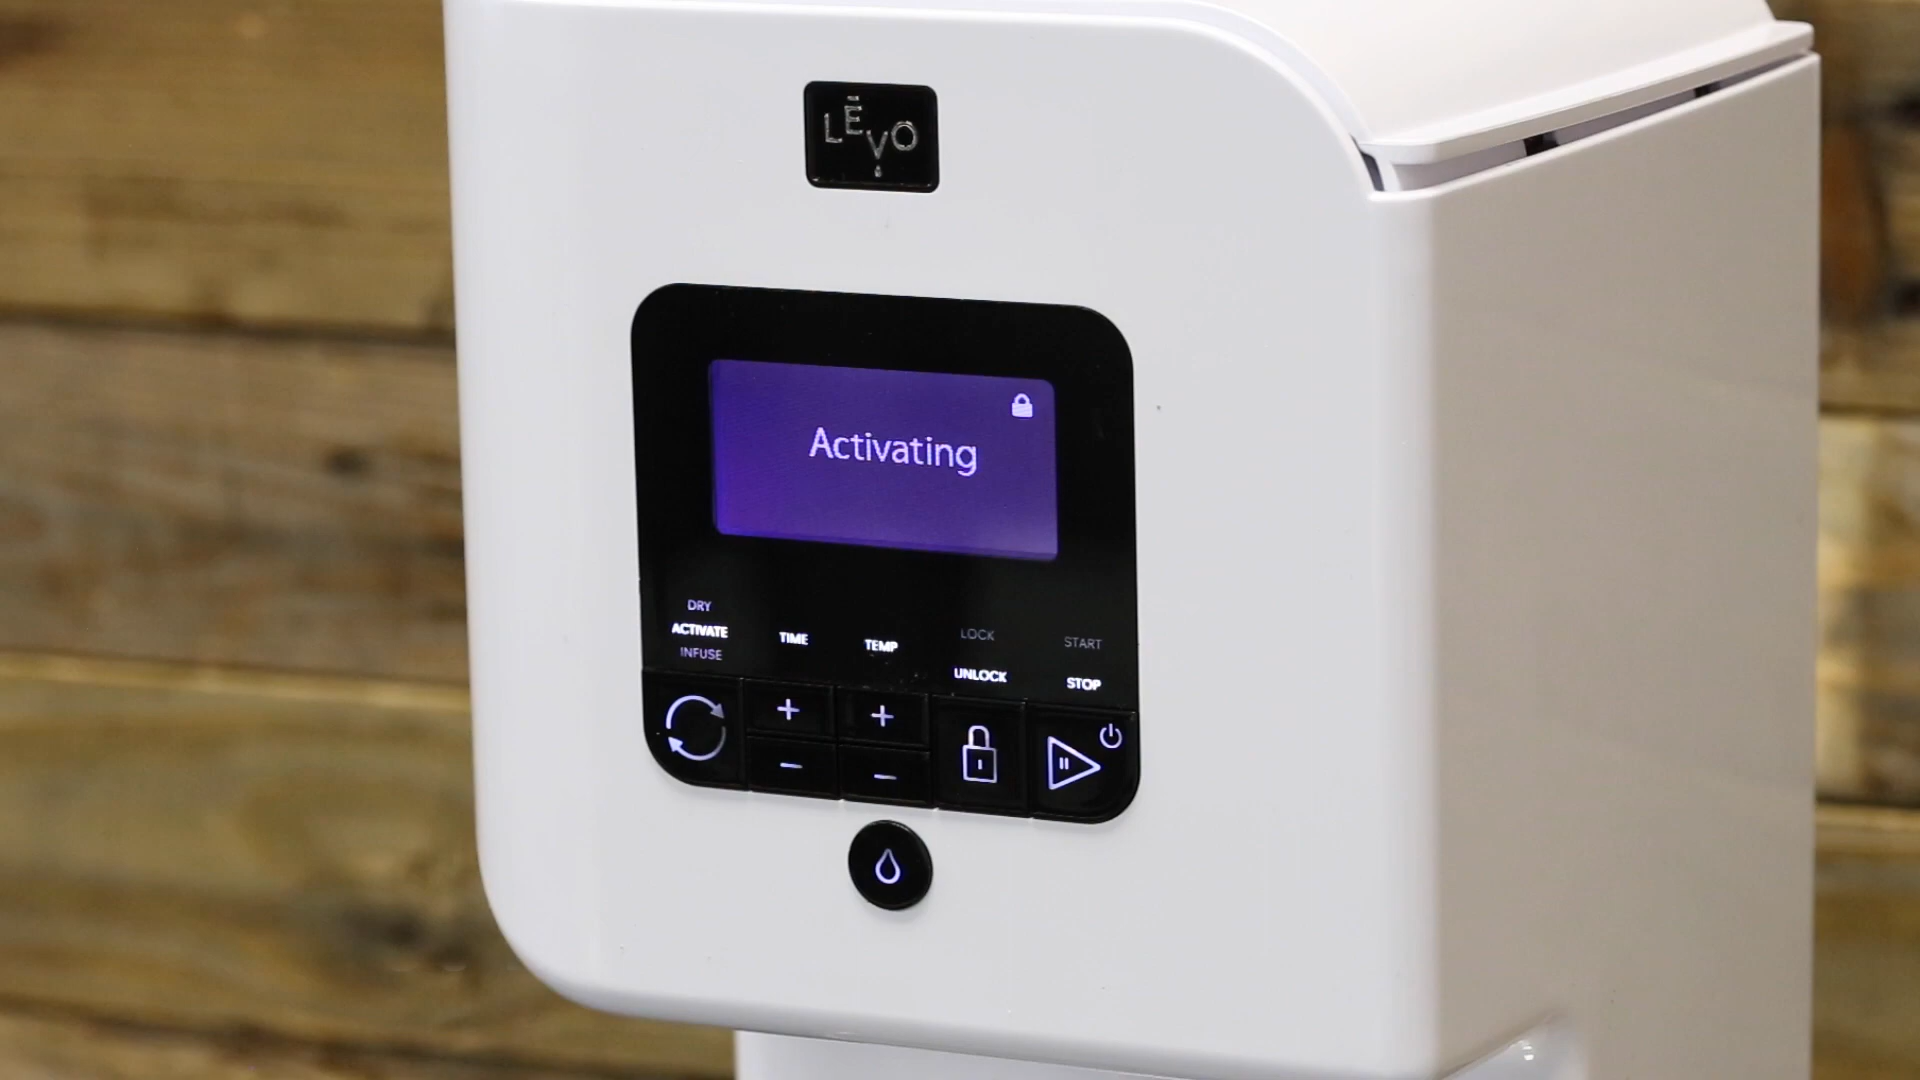 LĒVO
Activating
DRY
ACTIVATE
INFUSE
TIME
TEMP
LOCK
UNLOCK
START
STOP
+ +
− −